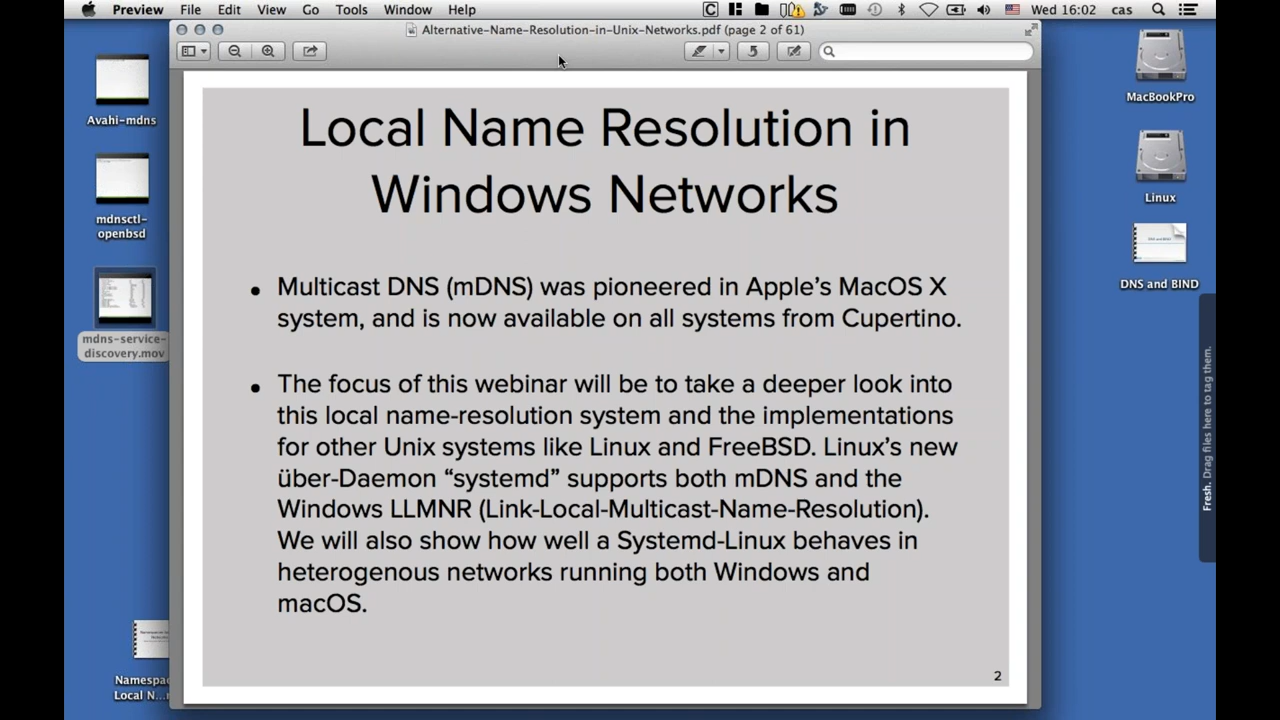 Preview File Edit View Go Tools Window Help Wed 16:02 cas
Alternative-Name-Resolution-in-Unix-Networks.pdf (page 2 of 61)
Local Name Resolution in
Windows Networks
• Multicast DNS (mDNS) was pioneered in Apple’s MacOS X
system, and is now available on all systems from Cupertino.
• The focus of this webinar will be to take a deeper look into
this local name-resolution system and the implementations
for other Unix systems like Linux and FreeBSD. Linux’s new
über-Daemon “systemd” supports both mDNS and the
Windows LLMNR (Link-Local-Multicast-Name-Resolution).
We will also show how well a Systemd-Linux behaves in
heterogenous networks running both Windows and
macOS.
2
Avahi-mdns
mdnsctl-
openbsd
mdns-service-
discovery.mov
Namespac
Local N...r
MacBookPro
Linux
DNS and BIND
Fresh. Drag files here to tag them.